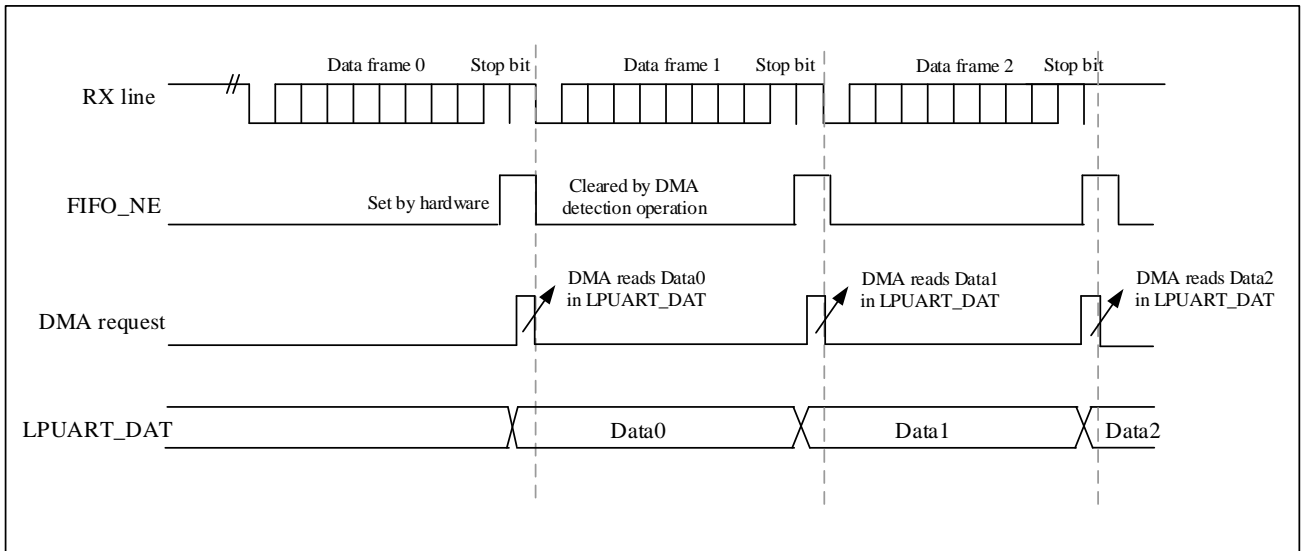 Data frame 0
Stop bit
Data frame 1
Stop bit
Data frame 2
Stop bit
RX line
FIFO_NE
Set by hardware
Cleared by DMA
detection operation
DMA request
DMA reads Data0
in LPUART_DAT
DMA reads Data1
in LPUART_DAT
DMA reads Data2
in LPUART_DAT
LPUART_DAT
Data0
Data1
Data2